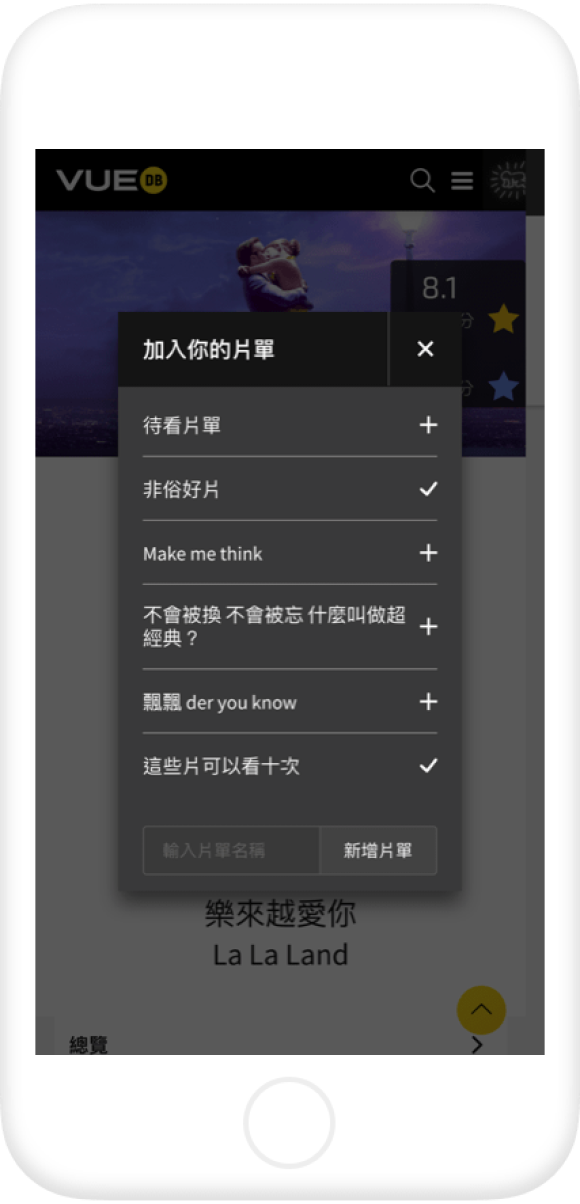 VUE DB
8.1
分
加入你的片單
分
待看片單
非俗好片
Make me think
不會被換 不會被忘 什麼叫做超
經典？
飄飄 der you know
這些片可以看十次
輸入片單名稱
新增片單
樂來越愛你
La La Land
總覽